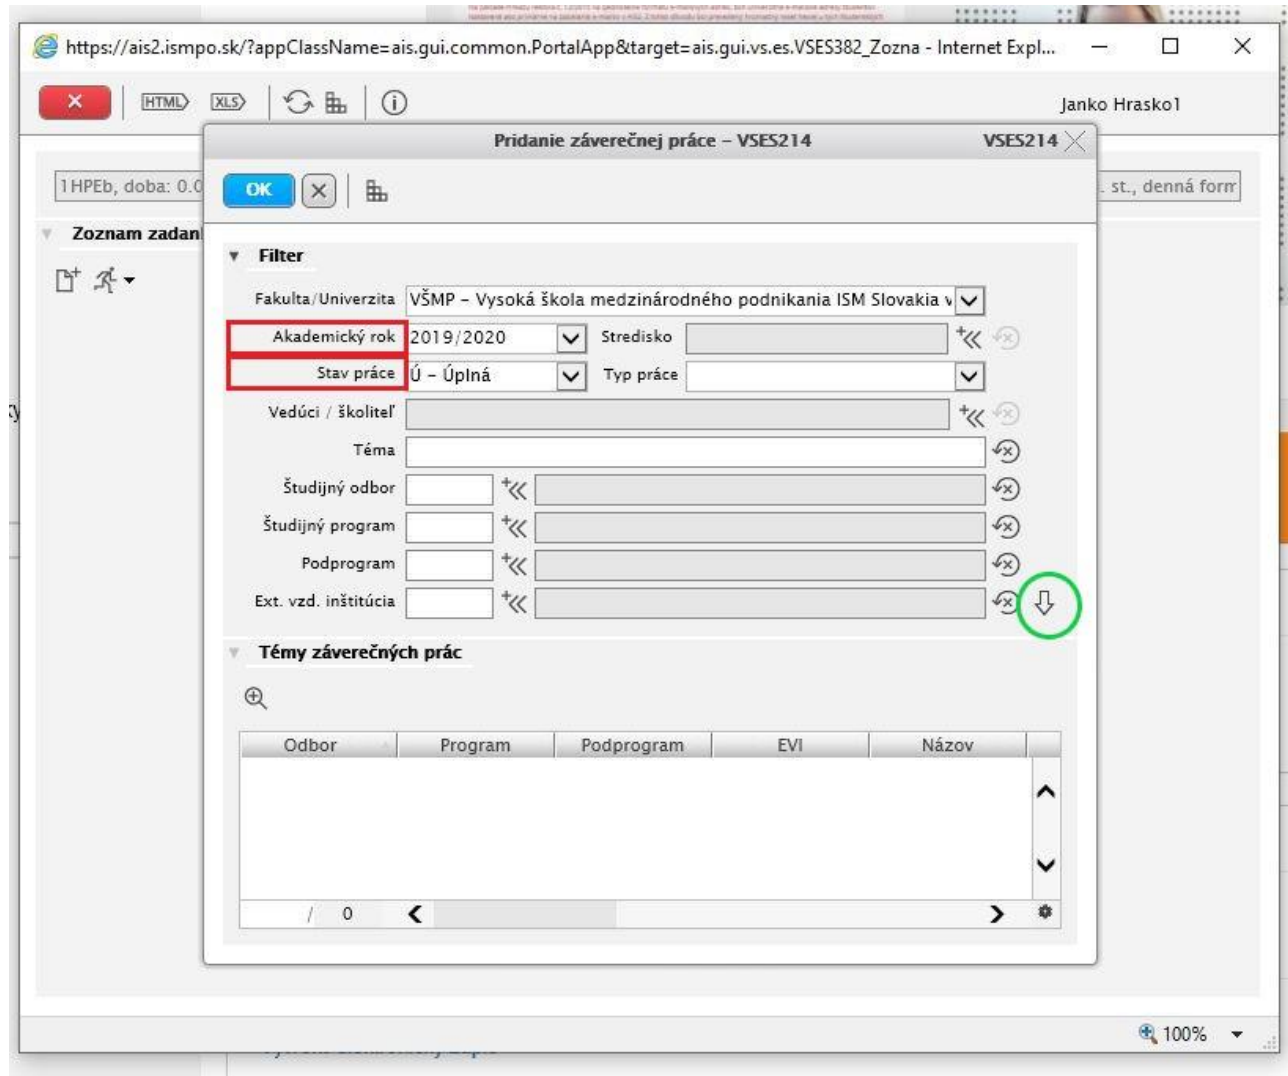 https://ais2.ismpo.sk/?appClassName=ais.gui.common.PortalApp&target=ais.gui.vs.es.VSES382_Zozna - Internet Expl...
HTML XLS Janko Hrasko1
Pridanie záverečnej práce – VSES214 VSES214
1HPEb, doba: 0.0 OK . st., denná form
Zoznam zadan
Filter
Fakulta/Univerzita VŠMP – Vysoká škola medzinárodného podnikania ISM Slovakia v
Akademický rok 2019/2020 Stredisko
Stav práce Ú – Úplná Typ práce
Vedúci / školiteľ
Téma
Študijný odbor
Študijný program
Podprogram
Ext. vzd. inštitúcia
Témy záverečných prác
Odbor Program Podprogram EVI Názov
/ 0
100%